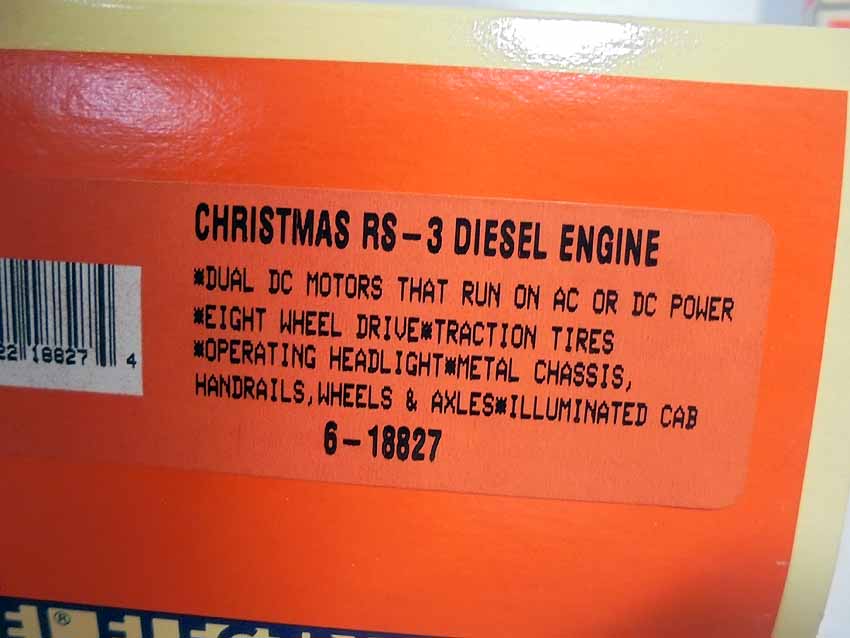 CHRISTMAS RS-3 DIESEL ENGINE
*DUAL DC MOTORS THAT RUN ON AC OR DC POWER
*EIGHT WHEEL DRIVE*TRACTION TIRES
*OPERATING HEADLIGHT*METAL CHASSIS,
HANDRAILS,WHEELS & AXLES*ILLUMINATED CAB
6-18827
22 18827 4
®